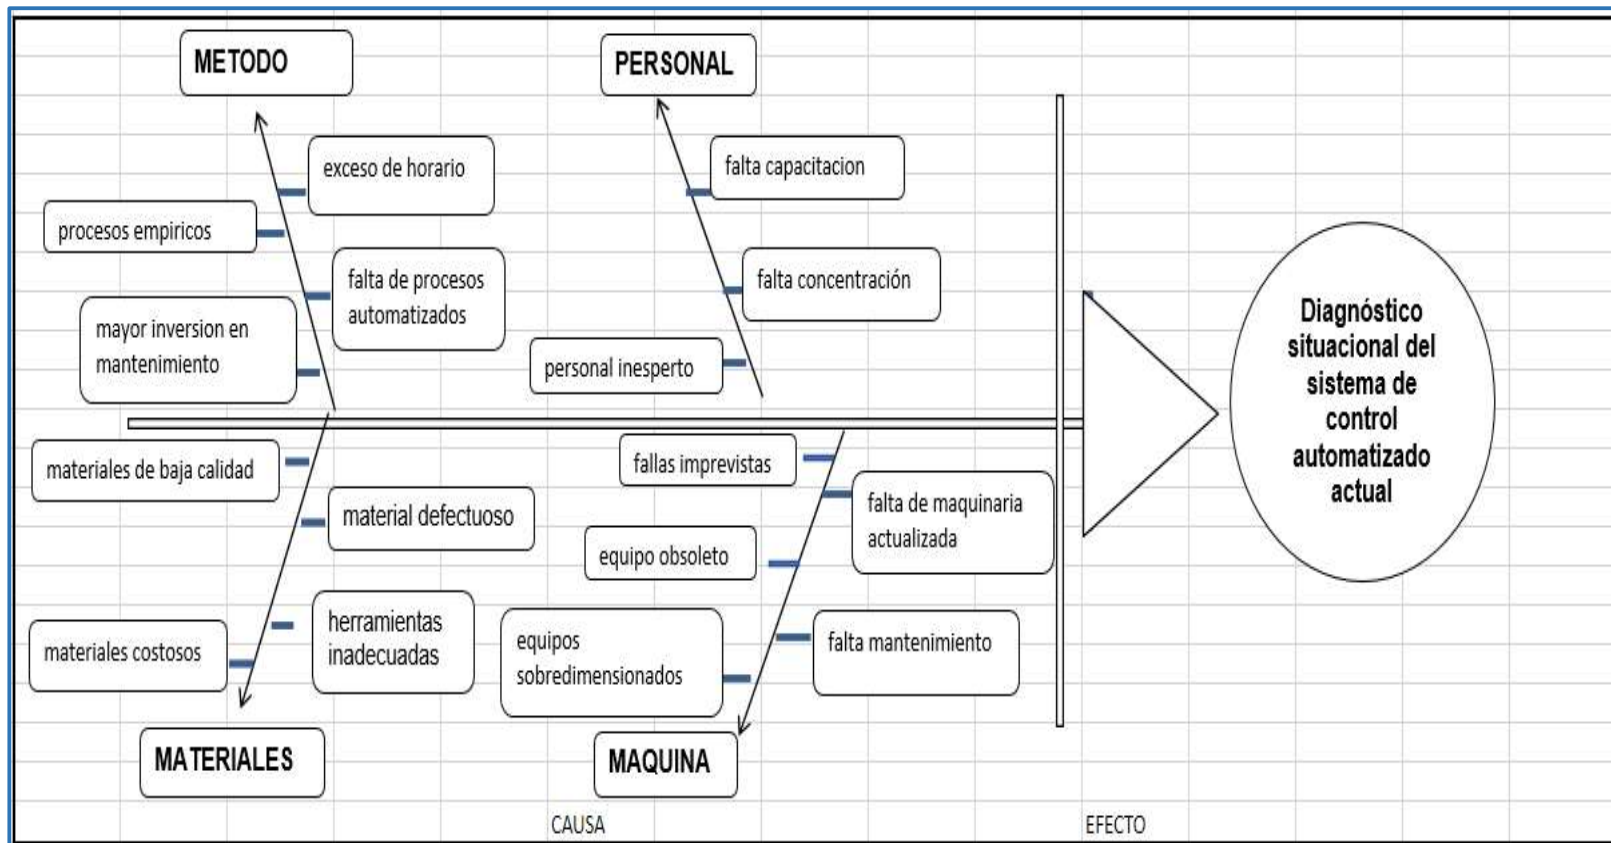 METODO
PERSONAL
exceso de horario
falta capacitacion
procesos empiricos
falta de procesos
automatizados
falta concentración
mayor inversion en
mantenimiento
personal inesperto
Diagnóstico
situacional del
sistema de
control
automatizado
actual
materiales de baja calidad
fallas imprevistas
material defectuoso
falta de maquinaria
actualizada
equipo obsoleto
herramientas
inadecuadas
materiales costosos
equipos
sobredimensionados
falta mantenimiento
MATERIALES
MAQUINA
CAUSA
EFECTO